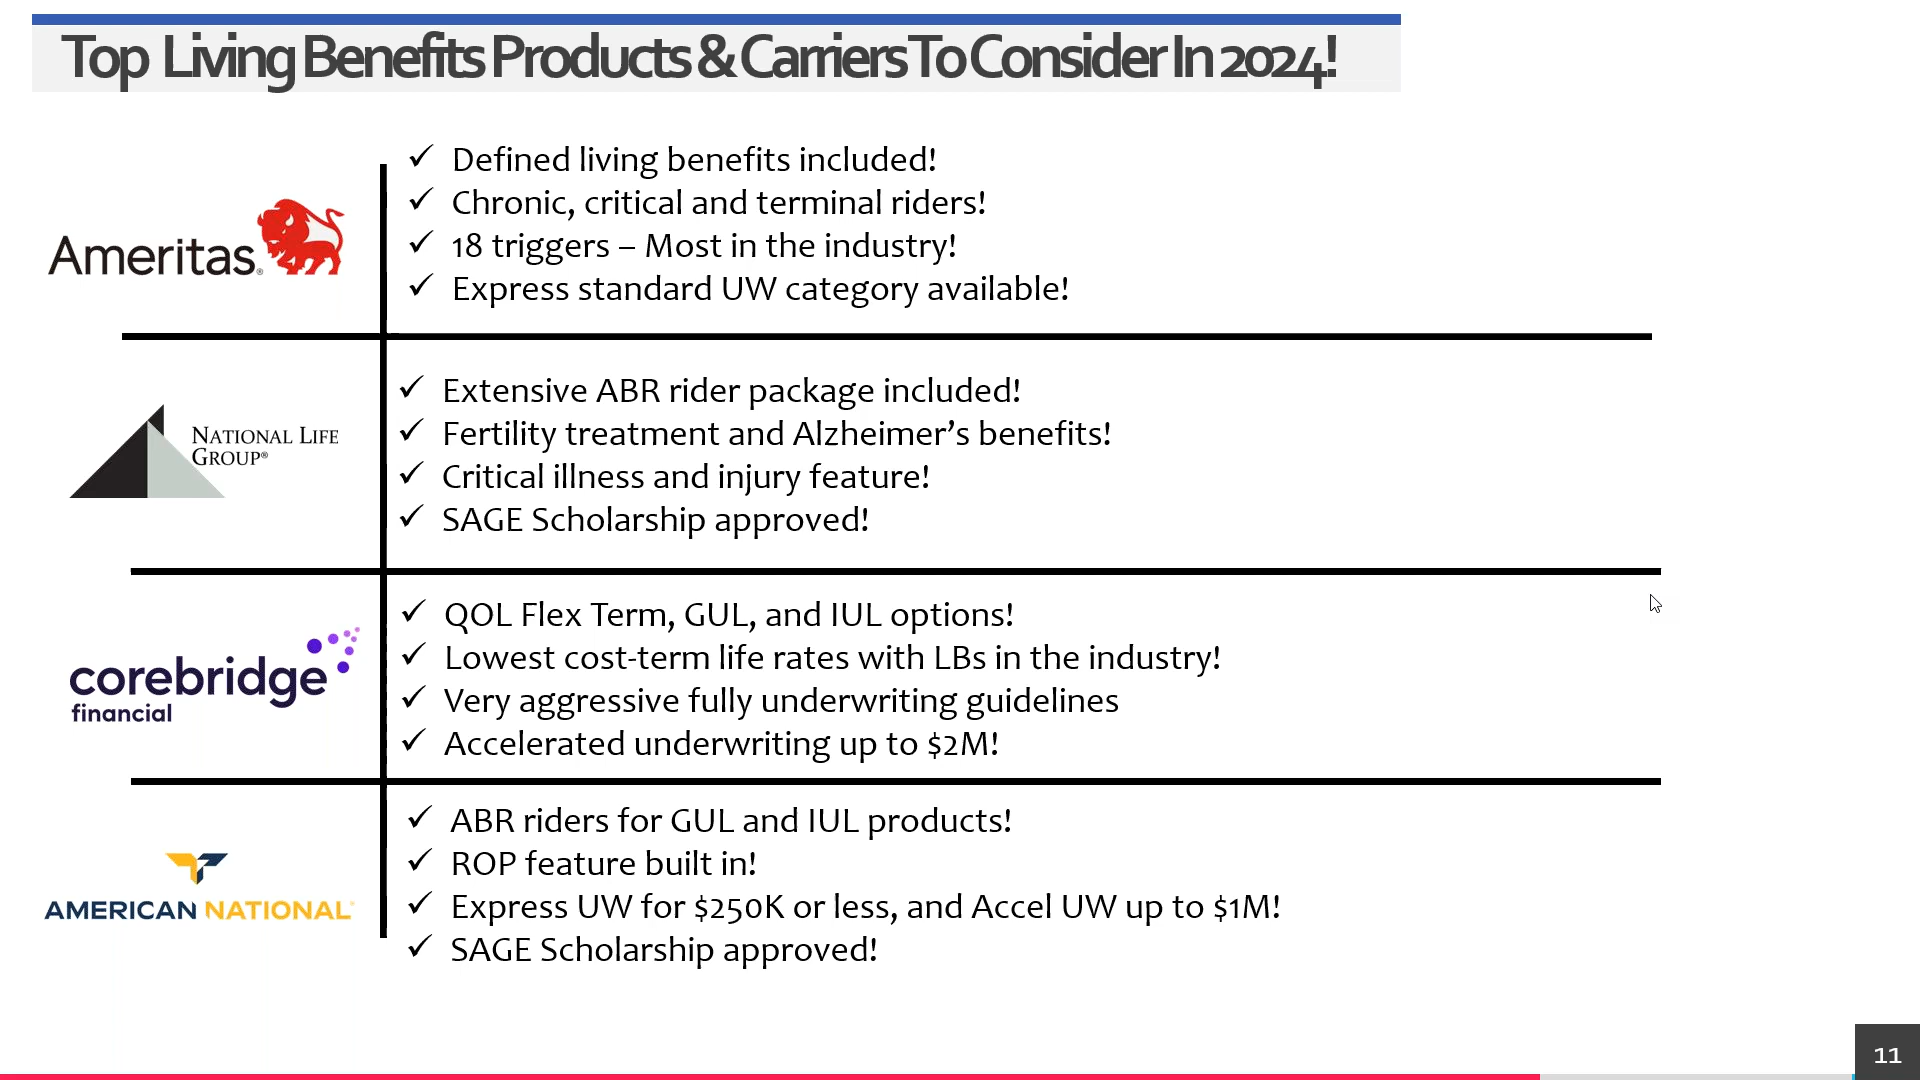 Top Living Benefits Products & Carriers To Consider In 2024!
Ameritas®
✓ Defined living benefits included!
✓ Chronic, critical and terminal riders!
✓ 18 triggers – Most in the industry!
✓ Express standard UW category available!
NATIONAL LIFE
GROUP®
✓ Extensive ABR rider package included!
✓ Fertility treatment and Alzheimer’s benefits!
✓ Critical illness and injury feature!
✓ SAGE Scholarship approved!
corebridge
financial
✓ QOL Flex Term, GUL, and IUL options!
✓ Lowest cost-term life rates with LBs in the industry!
✓ Very aggressive fully underwriting guidelines
✓ Accelerated underwriting up to $2M!
AMERICAN NATIONAL
✓ ABR riders for GUL and IUL products!
✓ ROP feature built in!
✓ Express UW for $250K or less, and Accel UW up to $1M!
✓ SAGE Scholarship approved!
11